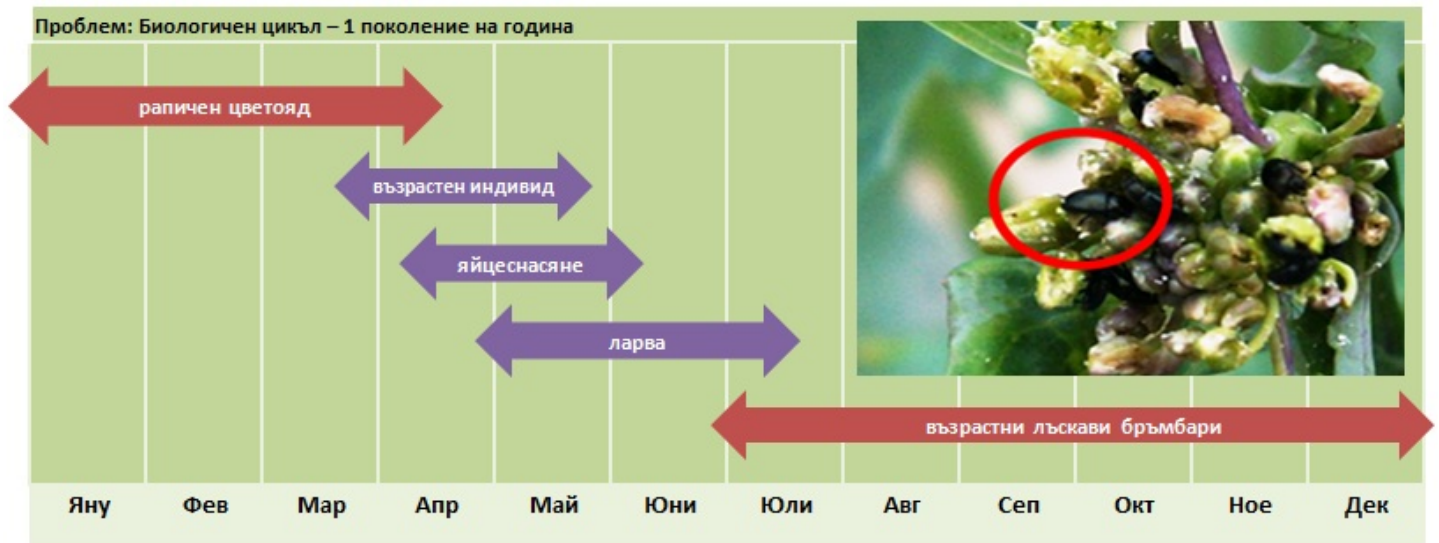 Проблем: Биологичен цикъл – 1 поколение на година
рапичен цветояд
възрастен индивид
яйцеснасяне
ларва
възрастни лъскави бръмбари
Яну Фев Мар Апр Май Юни Юли Авг Сеп Окт Ное Дек